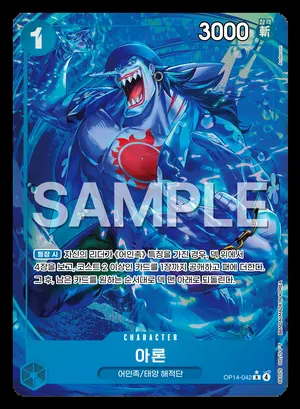 1
3000
참격
斬
SAMPLE
등장 시 자신의 리더가 《어인족》 특징을 가진 경우, 덱 위에서
4장을 보고, 코스트 2 이상인 카드를 1장까지 공개하고 패에 더한다.
그 후, 남은 카드를 원하는 순서대로 덱 맨 아래로 되돌린다.
CHARACTER
아론
어인족/태양 해적단
OP14-042